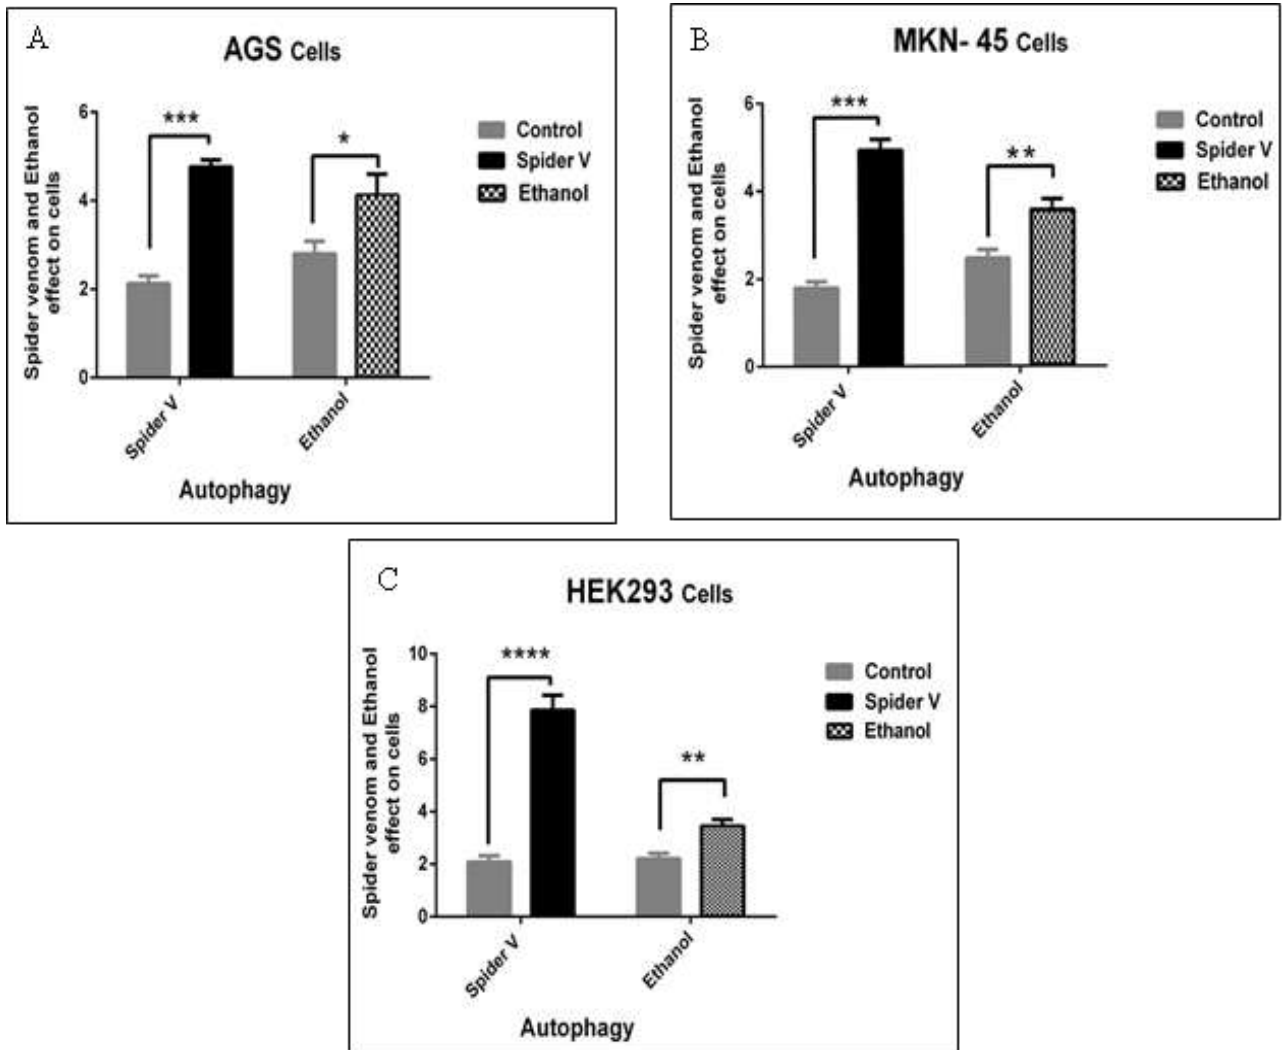 A
AGS Cells
Spider venom and Ethanol
effect on cells
6
4
2
0
***
*
Control
Spider V
Ethanol
Spider V
Ethanol
Autophagy
B
MKN- 45 Cells
Spider venom and Ethanol
effect on cells
6
4
2
0
***
**
Control
Spider V
Ethanol
Spider V
Ethanol
Autophagy
C
HEK293 Cells
Spider venom and Ethanol
effect on cells
10
8
6
4
2
0
****
**
Control
Spider V
Ethanol
Spider V
Ethanol
Autophagy